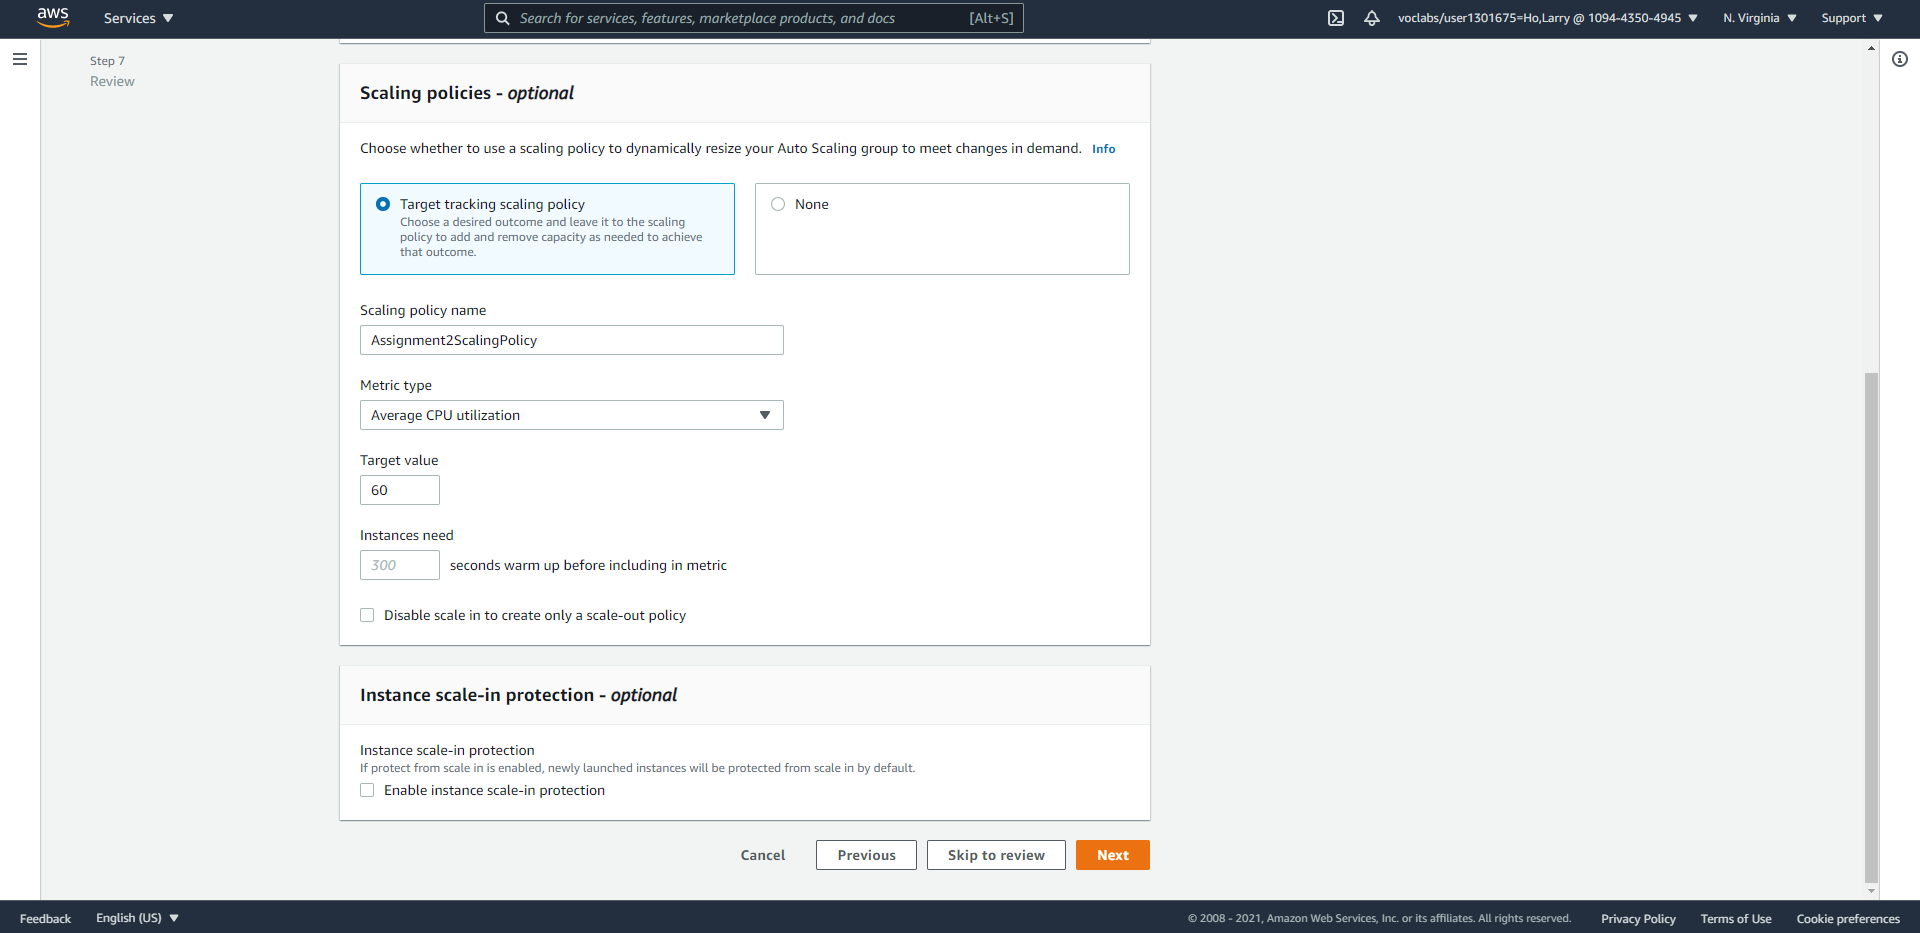 aws
Services
Search for services, features, marketplace products, and docs [Alt+S]
voclabs/user1301675=Ho,Larry @ 1094-4350-4945
N. Virginia
Support
Step 7
Review
Scaling policies - optional
Choose whether to use a scaling policy to dynamically resize your Auto Scaling group to meet changes in demand. Info
Target tracking scaling policy
Choose a desired outcome and leave it to the scaling
policy to add and remove capacity as needed to achieve
that outcome.
None
Scaling policy name
Assignment2ScalingPolicy
Metric type
Average CPU utilization
Target value
60
Instances need
300 seconds warm up before including in metric
Disable scale in to create only a scale-out policy
Instance scale-in protection - optional
Instance scale-in protection
If protect from scale in is enabled, newly launched instances will be protected from scale in by default.
Enable instance scale-in protection
Cancel
Previous
Skip to review
Next
Feedback
English (US)
© 2008 - 2021, Amazon Web Services, Inc. or its affiliates. All rights reserved.
Privacy Policy
Terms of Use
Cookie preferences